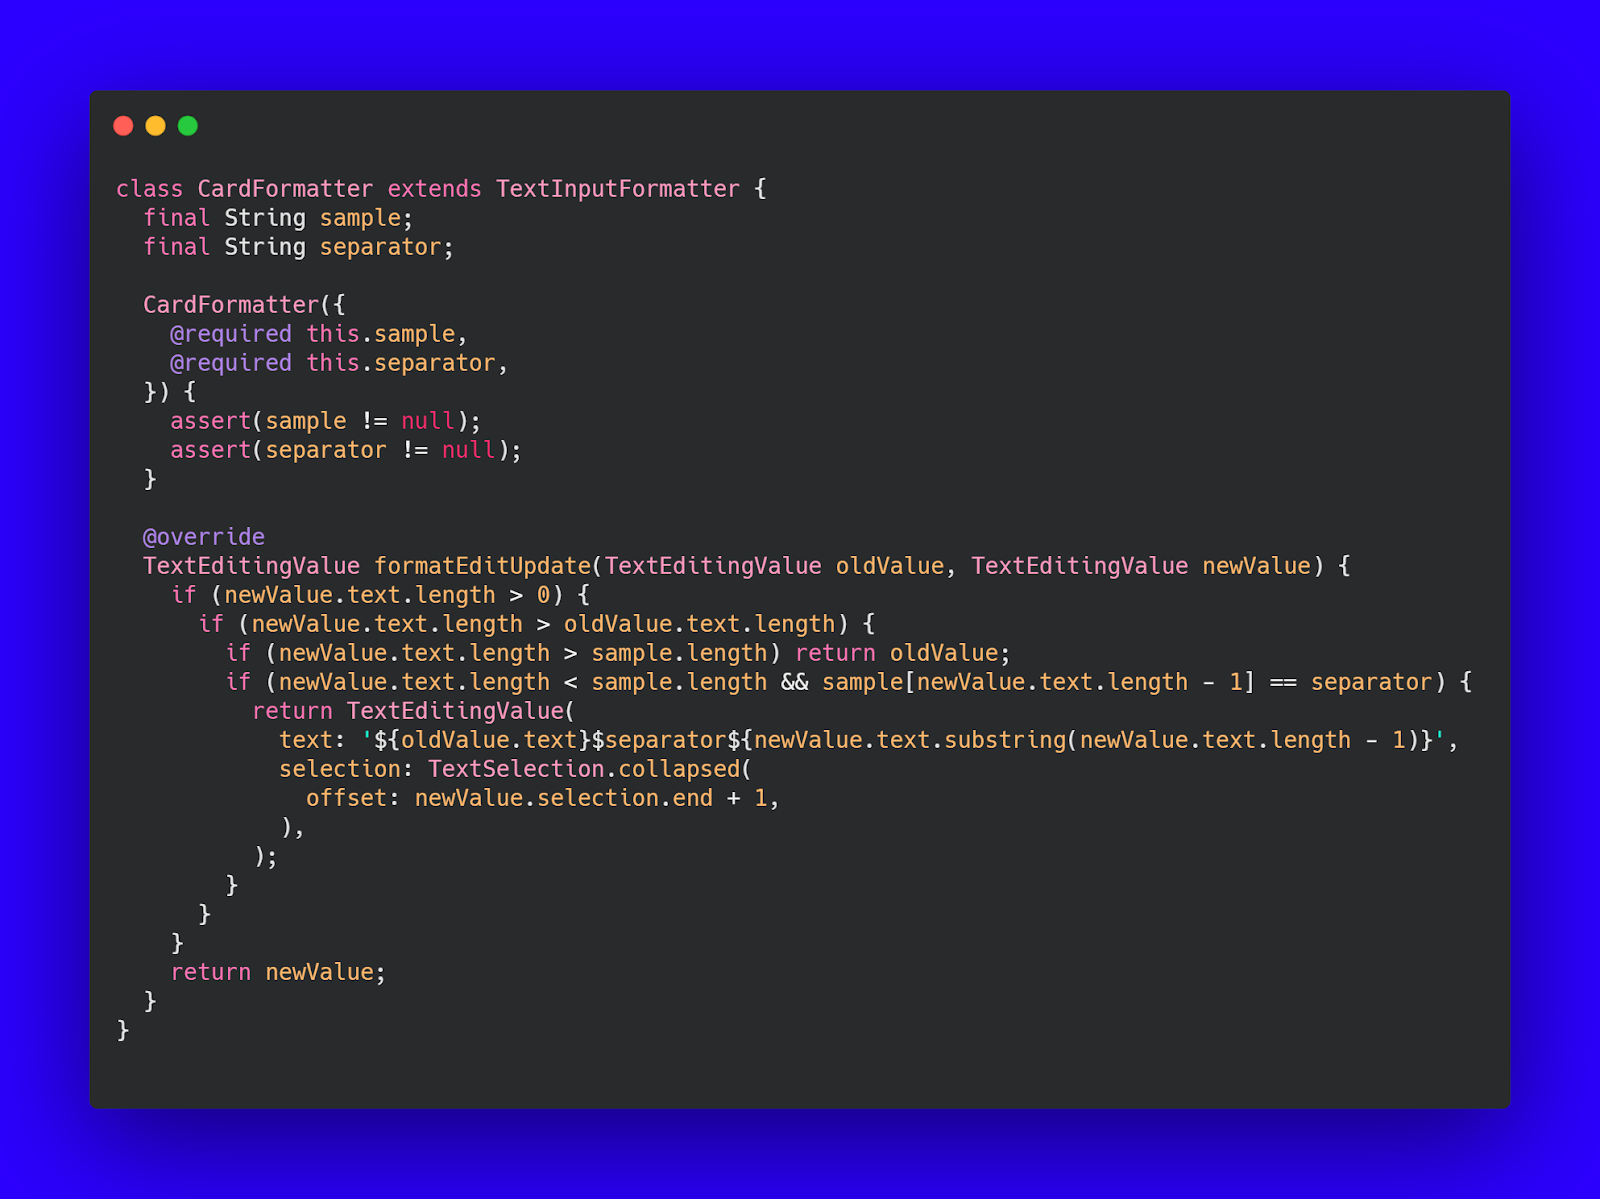 class CardFormatter extends TextInputFormatter {
  final String sample;
  final String separator;

  CardFormatter({
    @required this.sample,
    @required this.separator,
  }) {
    assert(sample != null);
    assert(separator != null);
  }

  @override
  TextEditingValue formatEditUpdate(TextEditingValue oldValue, TextEditingValue newValue) {
    if (newValue.text.length > 0) {
      if (newValue.text.length > oldValue.text.length) {
        if (newValue.text.length > sample.length) return oldValue;
        if (newValue.text.length < sample.length && sample[newValue.text.length - 1] == separator) {
          return TextEditingValue(
            text: '${oldValue.text}$separator${newValue.text.substring(newValue.text.length - 1)}',
            selection: TextSelection.collapsed(
              offset: newValue.selection.end + 1,
            ),
          );
        }
      }
    }
    return newValue;
  }
}